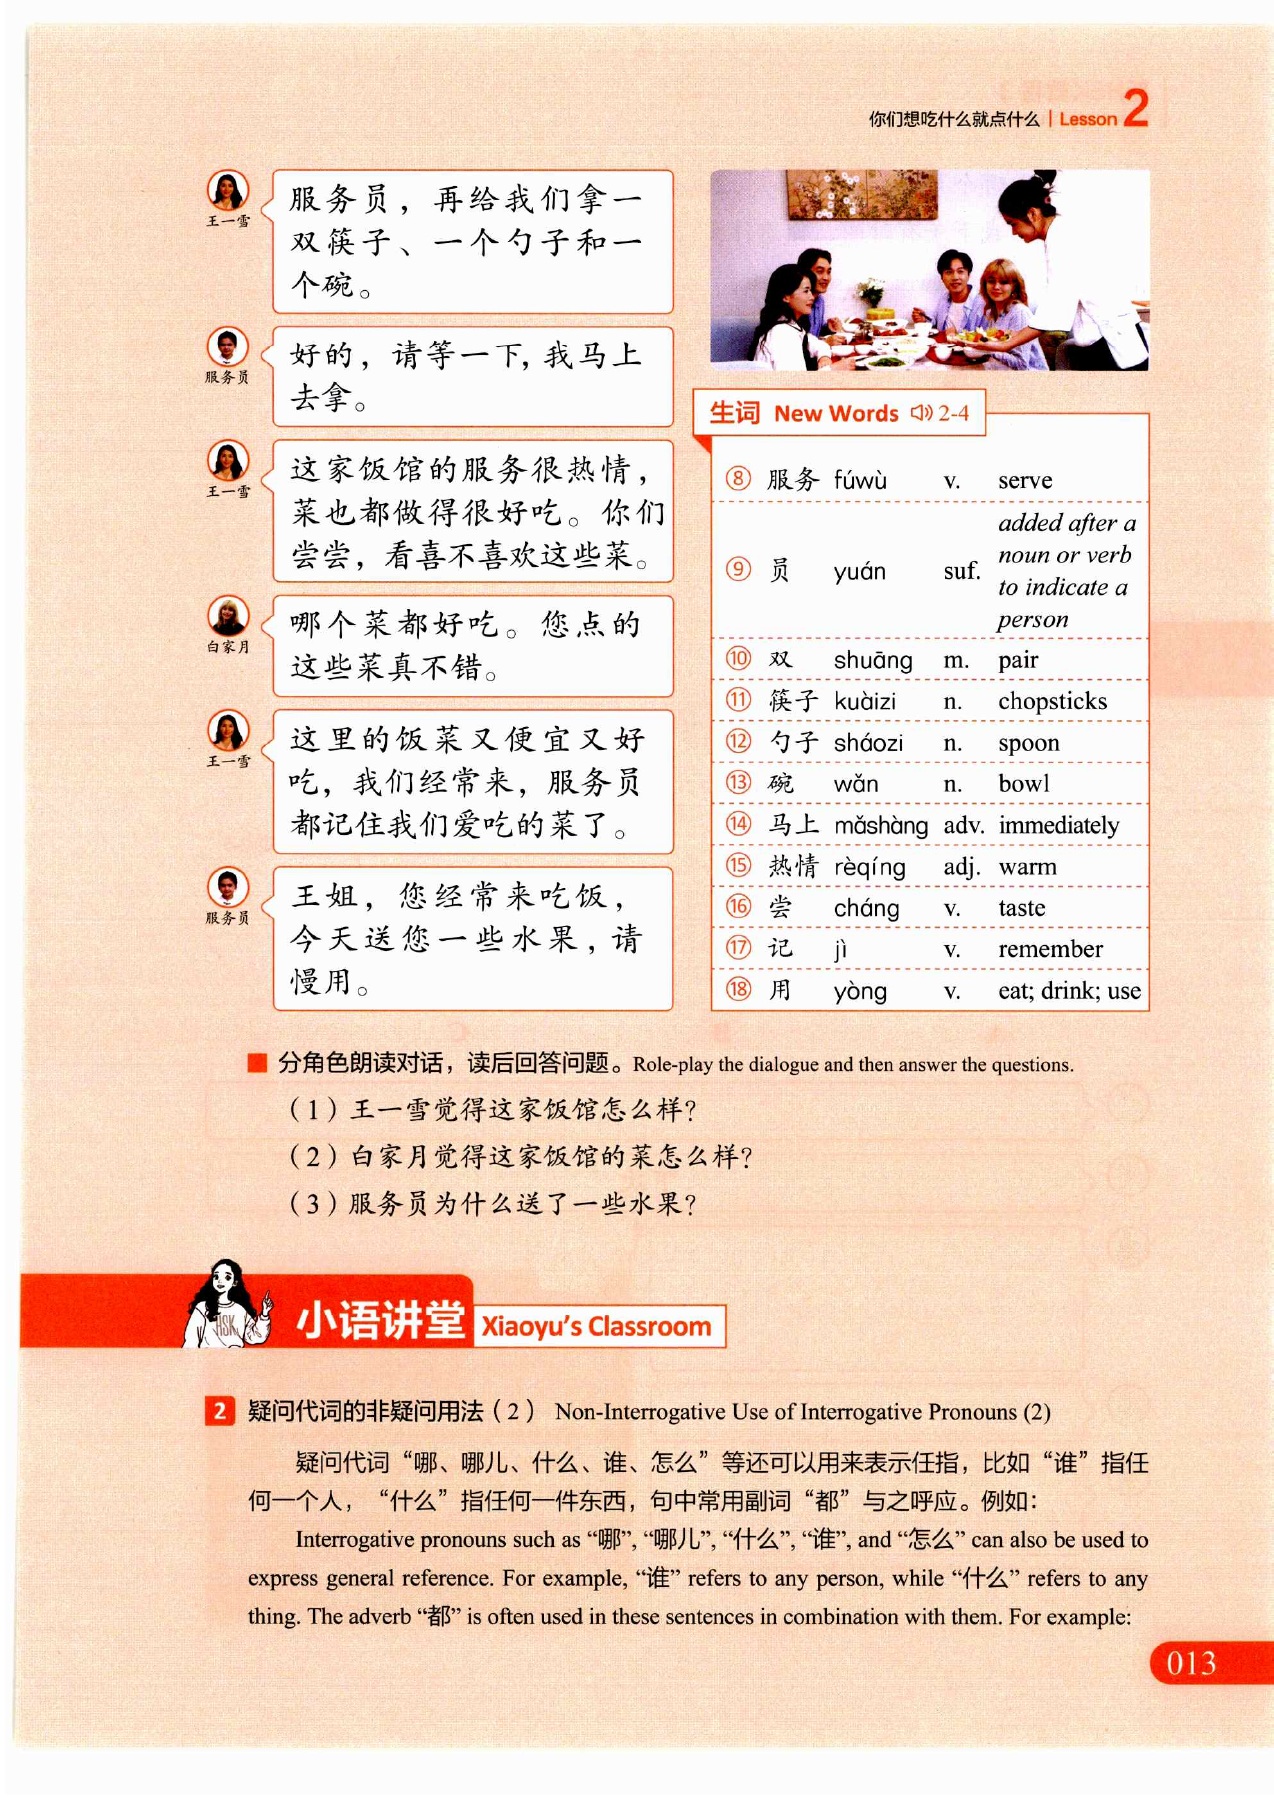 你们想吃什么就点什么 | Lesson 2
王一雪
服务员，再给我们拿一
双筷子、一个勺子和一
个碗。
服务员
好的，请等一下，我马上
去拿。
王一雪
这家饭馆的服务很热情，
菜也都做得很好吃。你们
尝尝，看喜不喜欢这些菜。
白家月
哪个菜都好吃。您点的
这些菜真不错。
王一雪
这里的饭菜又便宜又好
吃，我们经常来，服务员
都记住我们爱吃的菜了。
服务员
王姐，您经常来吃饭，
今天送您一些水果，请
慢用。
生词 New Words 2-4
⑧ 服务 fúwù v. serve
⑨ 员 yuán suf. added after a
noun or verb
to indicate a
person
⑩ 双 shuāng m. pair
⑪ 筷子 kuàizi n. chopsticks
⑫ 勺子 sháozi n. spoon
⑬ 碗 wǎn n. bowl
⑭ 马上 mǎshàng adv. immediately
⑮ 热情 rèqíng adj. warm
⑯ 尝 cháng v. taste
⑰ 记 jì v. remember
⑱ 用 yòng v. eat; drink; use
分角色朗读对话，读后回答问题。Role-play the dialogue and then answer the questions.
（1）王一雪觉得这家饭馆怎么样？
（2）白家月觉得这家饭馆的菜怎么样？
（3）服务员为什么送了一些水果？
HSK
小语讲堂 Xiaoyu's Classroom
2 疑问代词的非疑问用法（2） Non-Interrogative Use of Interrogative Pronouns (2)
疑问代词“哪、哪儿、什么、谁、怎么”等还可以用来表示任指，比如“谁”指任
何一个人，“什么”指任何一件东西，句中常用副词“都”与之呼应。例如：
Interrogative pronouns such as “哪”, “哪儿”, “什么”, “谁”, and “怎么” can also be used to
express general reference. For example, “谁” refers to any person, while “什么” refers to any
thing. The adverb “都” is often used in these sentences in combination with them. For example:
013